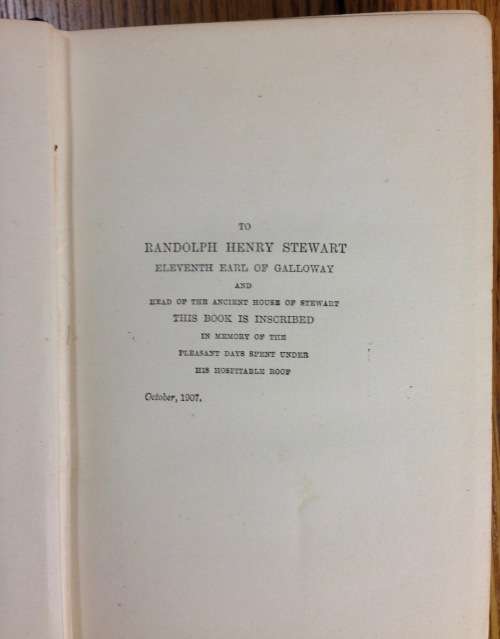 TO
RANDOLPH HENRY STEWART
ELEVENTH EARL OF GALLOWAY
AND
HEAD OF THE ANCIENT HOUSE OF STEWART
THIS BOOK IS INSCRIBED
IN MEMORY OF THE
PLEASANT DAYS SPENT UNDER
HIS HOSPITABLE ROOF
October, 1907.